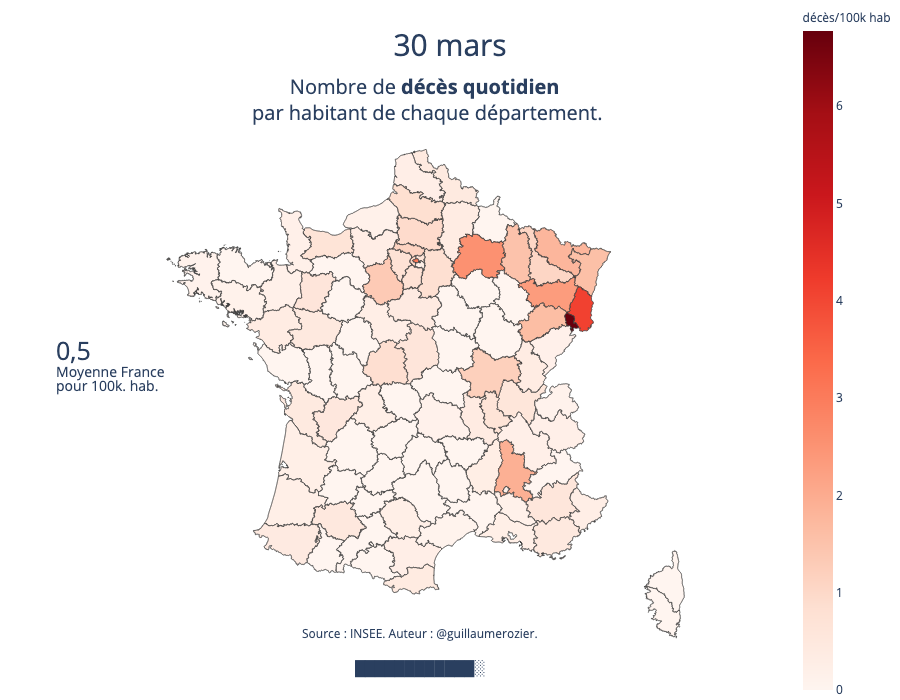 décès/100k hab
30 mars
Nombre de décès quotidien
par habitant de chaque département.
6
5
4
3
2
1
0
0,5
Moyenne France
pour 100k. hab.
Source : INSEE. Auteur : @guillaumerozier.